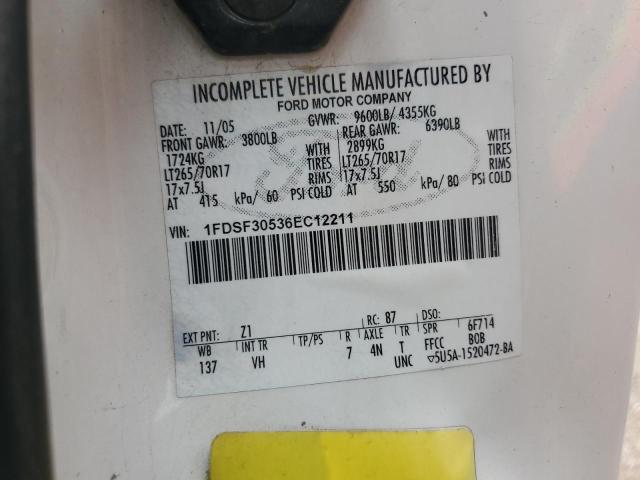 INCOMPLETE VEHICLE MANUFACTURED BY
FORD MOTOR COMPANY
DATE: 11/05 GVWR: 9600LB/ 4355KG
FRONT GAWR: 3800LB REAR GAWR: 6390LB
1724KG WITH 2899KG WITH
LT265/70R17 TIRES LT265/70R17 TIRES
17x7.5J RIMS 17x7.5J RIMS
AT 415 kPa/ 60 PSI COLD AT 550 kPa/ 80 PSI COLD
VIN: 1FDSF30536EC12211
EXT PNT: Z1 RC: 87 DSO:
WB INT TR TP/PS R AXLE TR SPR 6F714
137 VH 7 4N T FFCC BOB
UNC ▽5U5A-1520472-BA